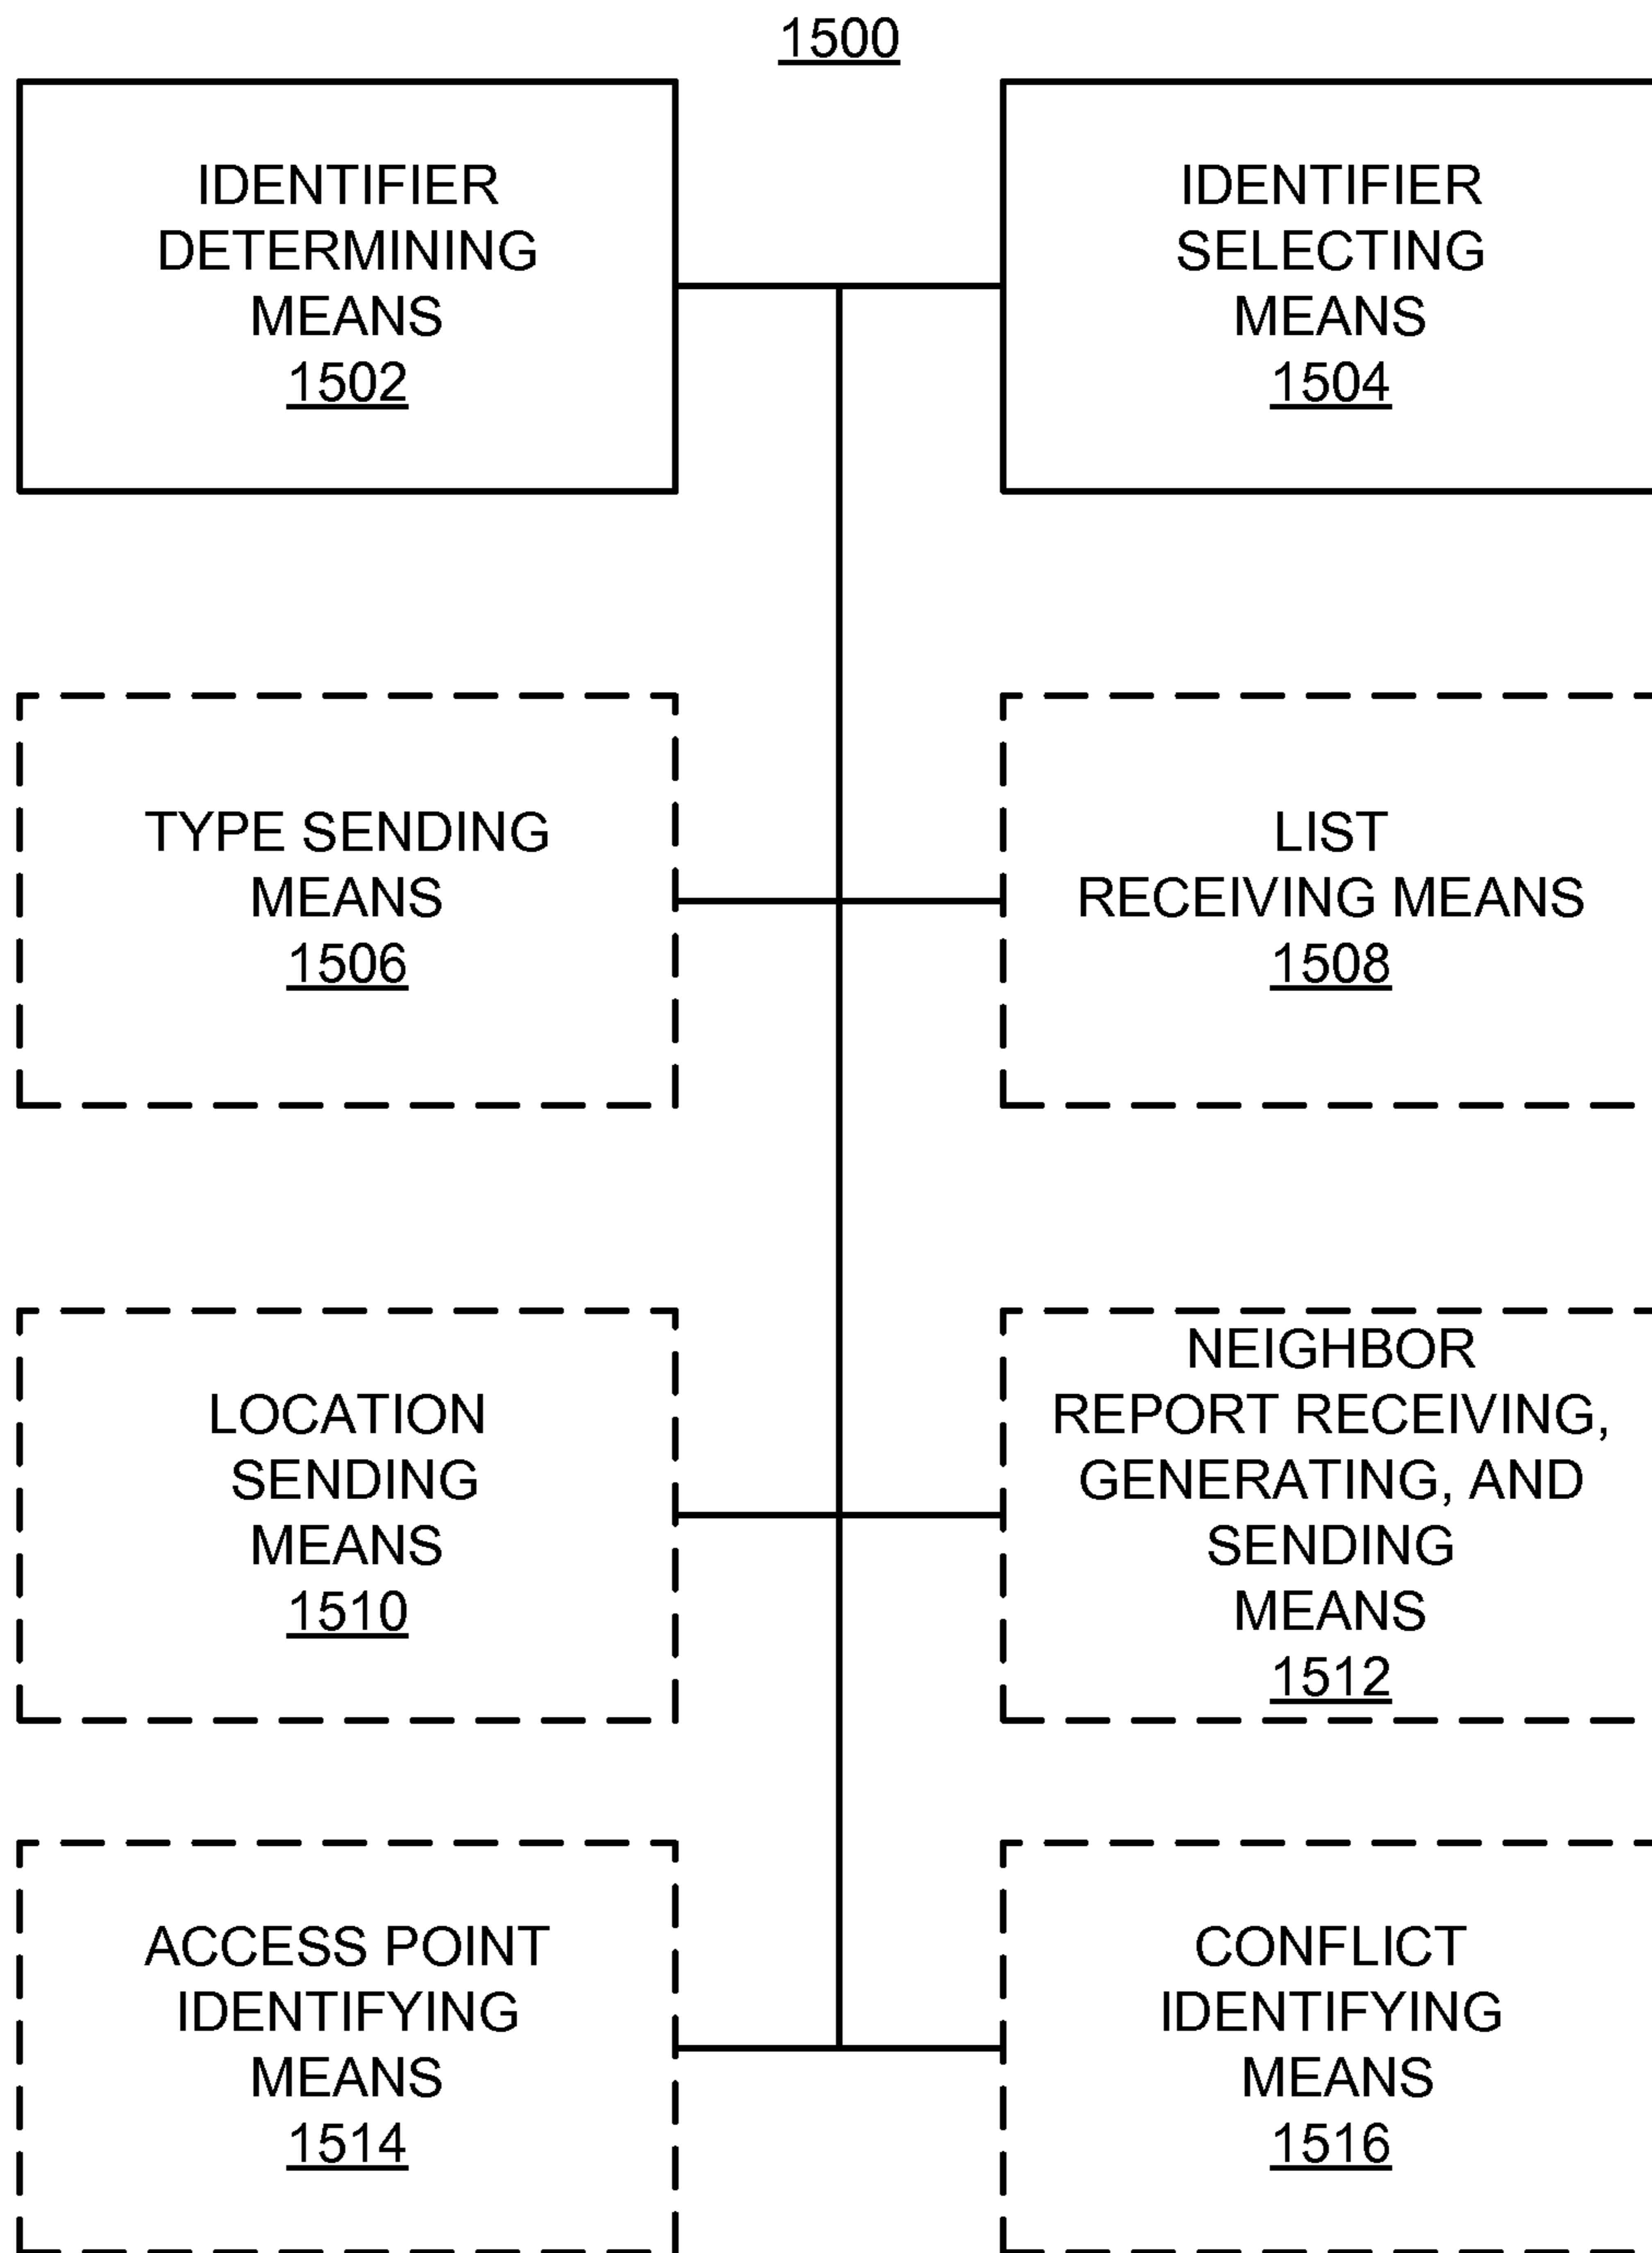 1500
IDENTIFIER
DETERMINING
MEANS
1502
IDENTIFIER
SELECTING
MEANS
1504
TYPE SENDING
MEANS
1506
LIST
RECEIVING MEANS
1508
LOCATION
SENDING
MEANS
1510
NEIGHBOR
REPORT RECEIVING,
GENERATING, AND
SENDING
MEANS
1512
ACCESS POINT
IDENTIFYING
MEANS
1514
CONFLICT
IDENTIFYING
MEANS
1516